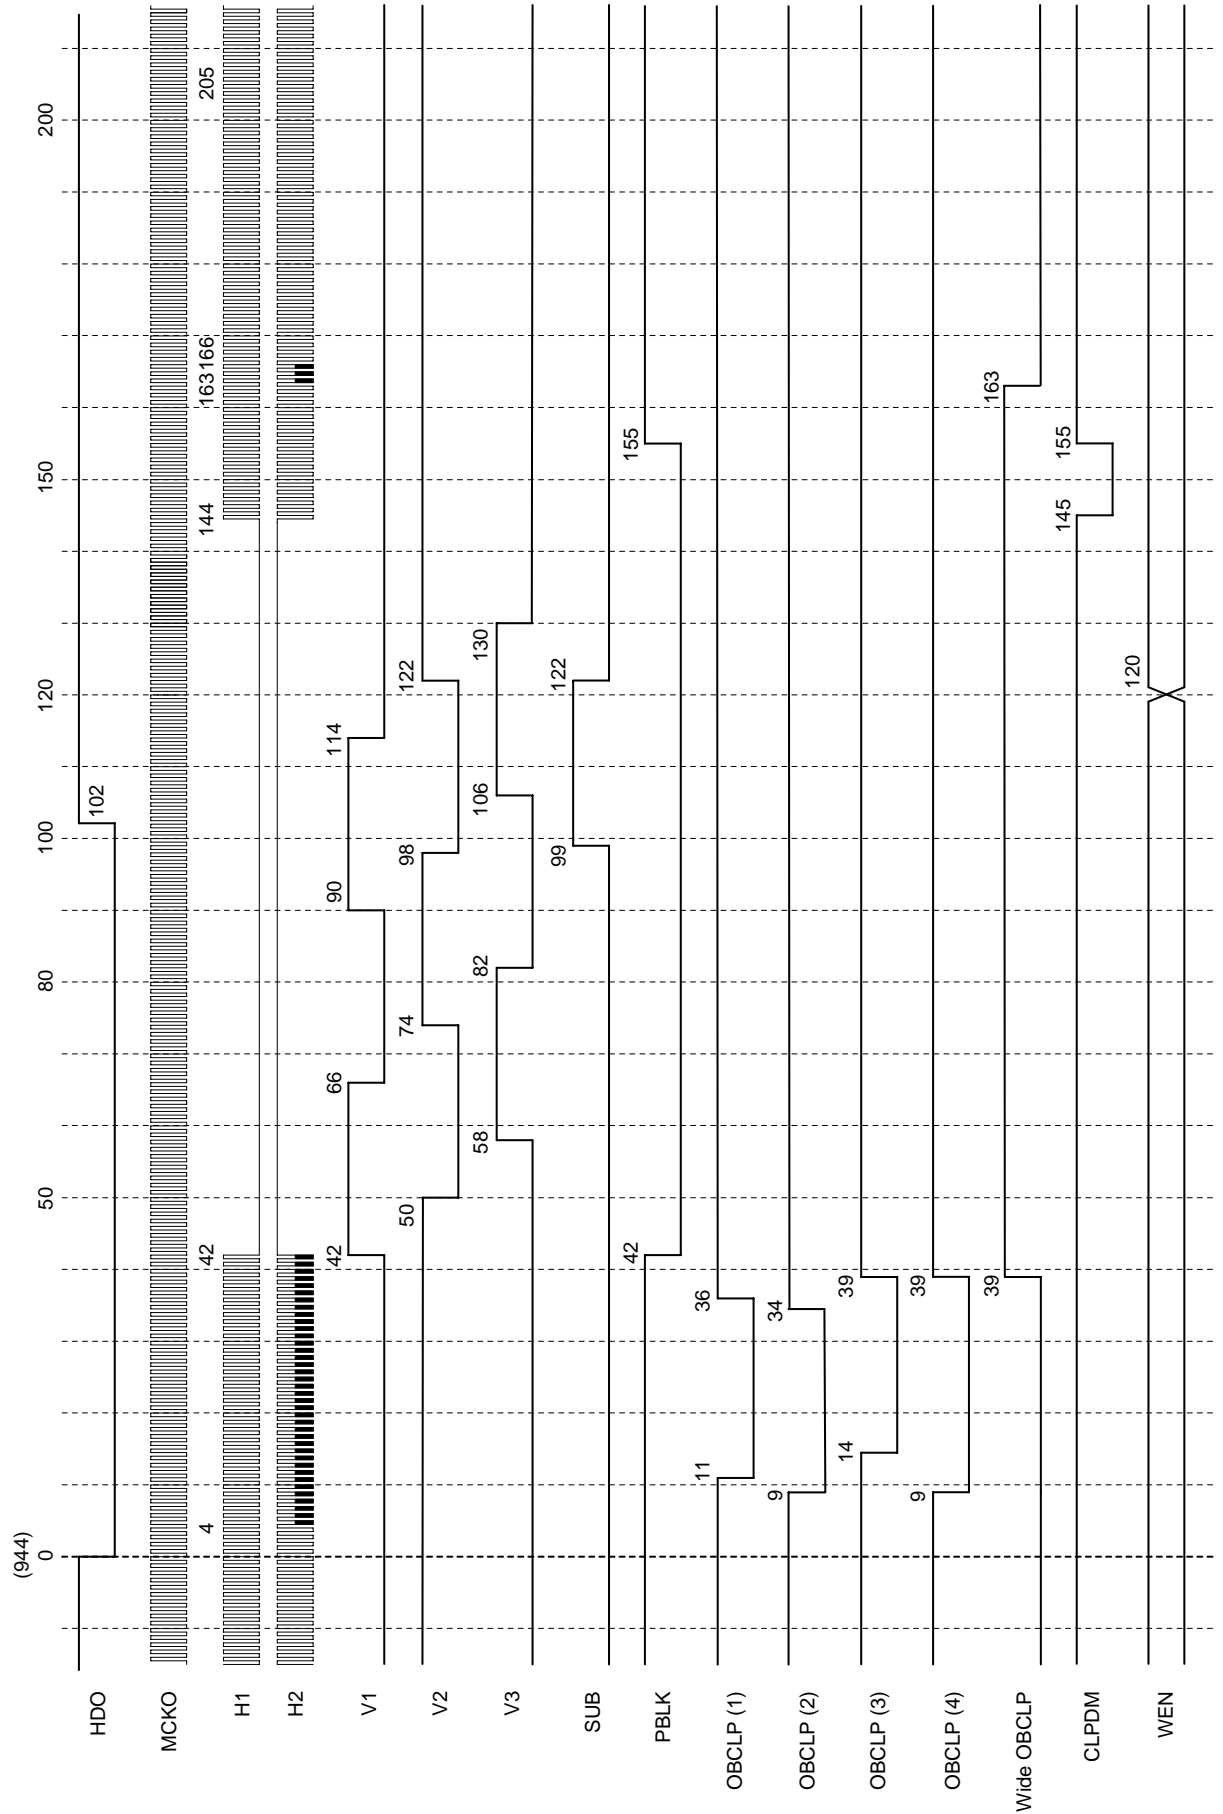 (944)
0 50 80 100 120 150 200
HDO 102
MCKO
H1 4 42 144 163 166 205
H2
V1 42 66 90 114
V2 50 74 98 122
V3 58 82 106 130
SUB 99 122
PBLK 42 155
OBCLP (1) 11 36
OBCLP (2) 9 34
OBCLP (3) 14 39
OBCLP (4) 9 39
Wide OBCLP 39 163
CLPDM 145 155
WEN 120